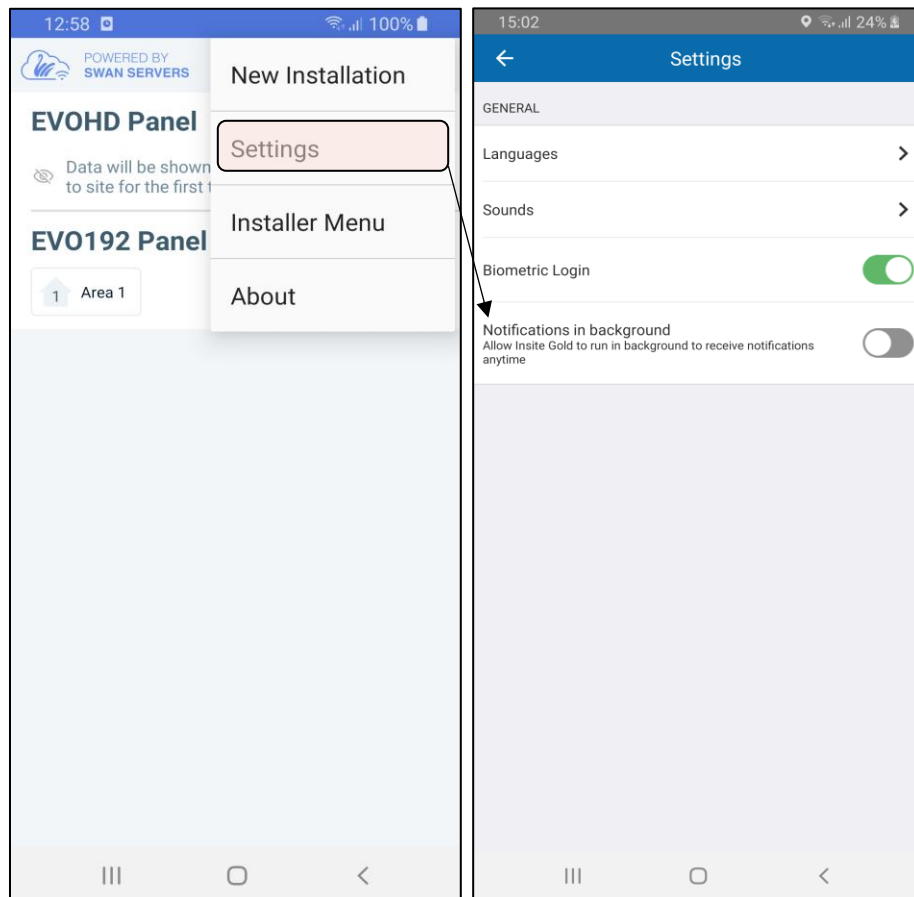 12:58
100%
POWERED BY
SWAN SERVERS
New Installation
EVOHD Panel
Settings
Data will be shown
to site for the first t
Installer Menu
EVO192 Panel
1 Area 1
About
15:02
24%
Settings
GENERAL
Languages
Sounds
Biometric Login
Notifications in background
Allow Insite Gold to run in background to receive notifications
anytime